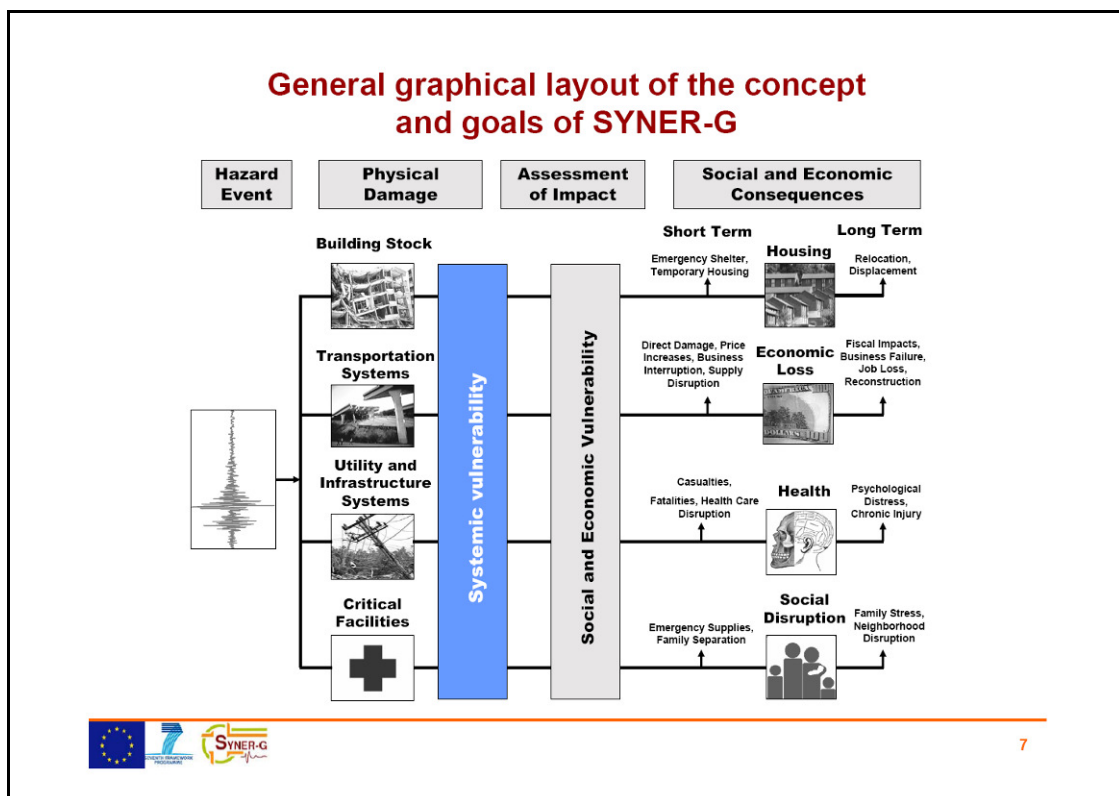 General graphical layout of the concept
and goals of SYNER-G
Hazard
Event
Physical
Damage
Assessment
of Impact
Social and Economic
Consequences
Short Term
Long Term
Building Stock
Emergency Shelter,
Temporary Housing
Housing
Relocation,
Displacement
Transportation
Systems
Direct Damage, Price
Increases, Business
Interruption, Supply
Disruption
Economic
Loss
Fiscal Impacts,
Business Failure,
Job Loss,
Reconstruction
Utility and
Infrastructure
Systems
Casualties,
Fatalities, Health Care
Disruption
Health
Psychological
Distress,
Chronic Injury
Critical
Facilities
Emergency Supplies,
Family Separation
Social
Disruption
Family Stress,
Neighborhood
Disruption
Systemic vulnerability
Social and Economic Vulnerability
DOLLARS
SEVENTH FRAMEWORK
PROGRAMME
SYNER-G
7